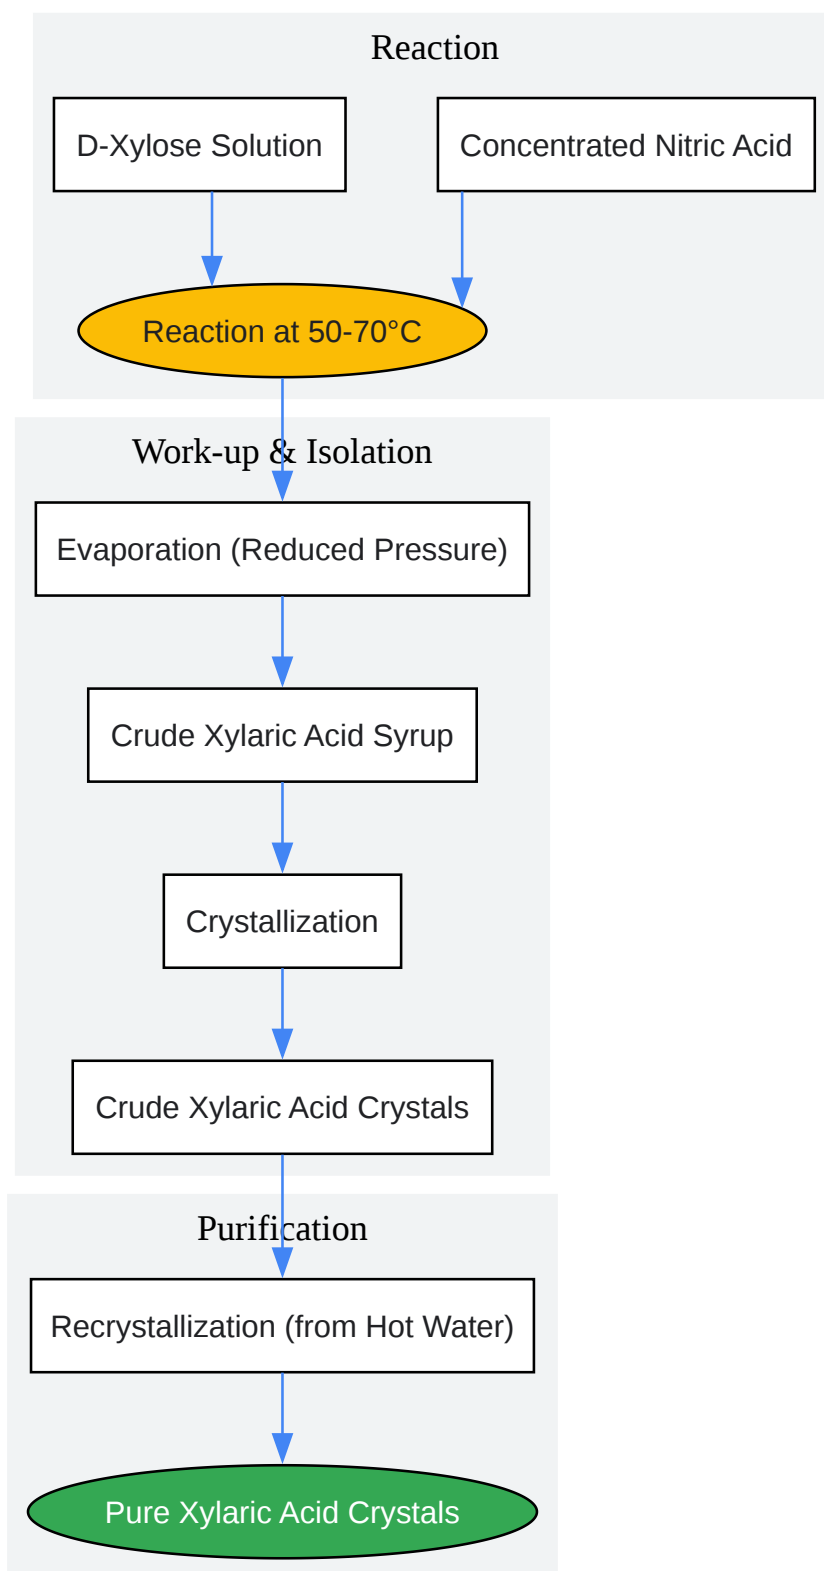 Reaction
D-Xylose Solution
Concentrated Nitric Acid
Reaction at 50-70°C
Work-up & Isolation
Evaporation (Reduced Pressure)
Crude Xylaric Acid Syrup
Crystallization
Crude Xylaric Acid Crystals
Purification
Recrystallization (from Hot Water)
Pure Xylaric Acid Crystals